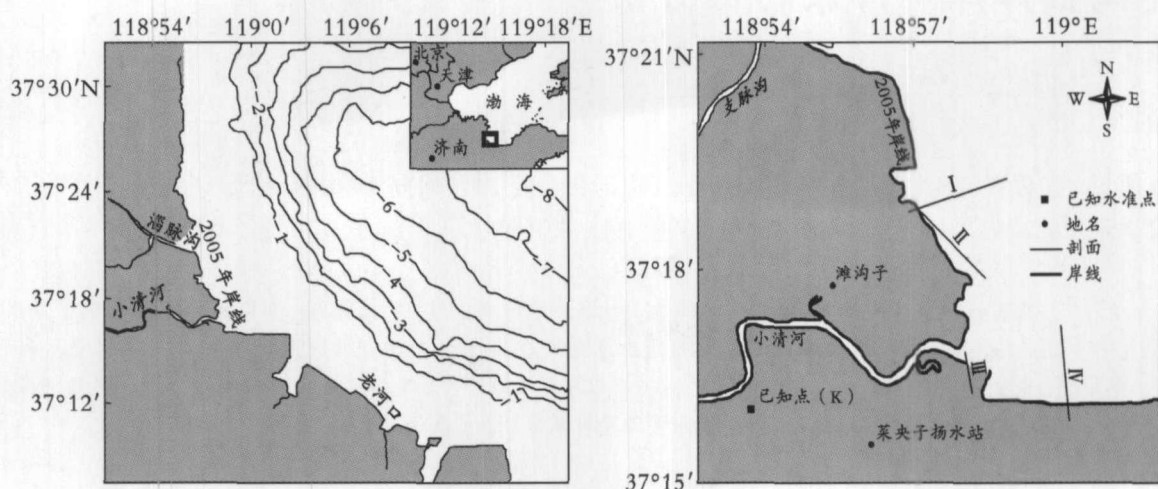 118°54′ 119°00′ 119°06′ 119°12′ 119°18′E
37°30′N
37°24′
37°18′
37°12′
北京
天津
渤海
济南
淄脉沟
2005年岸线
小清河
老河口
-2
-1
-6
-5
-4
-3
-8
-7
-1
118°54′ 118°57′ 119°E
37°21′
37°18′
37°15′
支脉沟
2005年岸线
N
W E
S
I
II
III
IV
已知水准点
地名
剖面
岸线
滩沟子
小清河
已知点（K）
菜央子扬水站